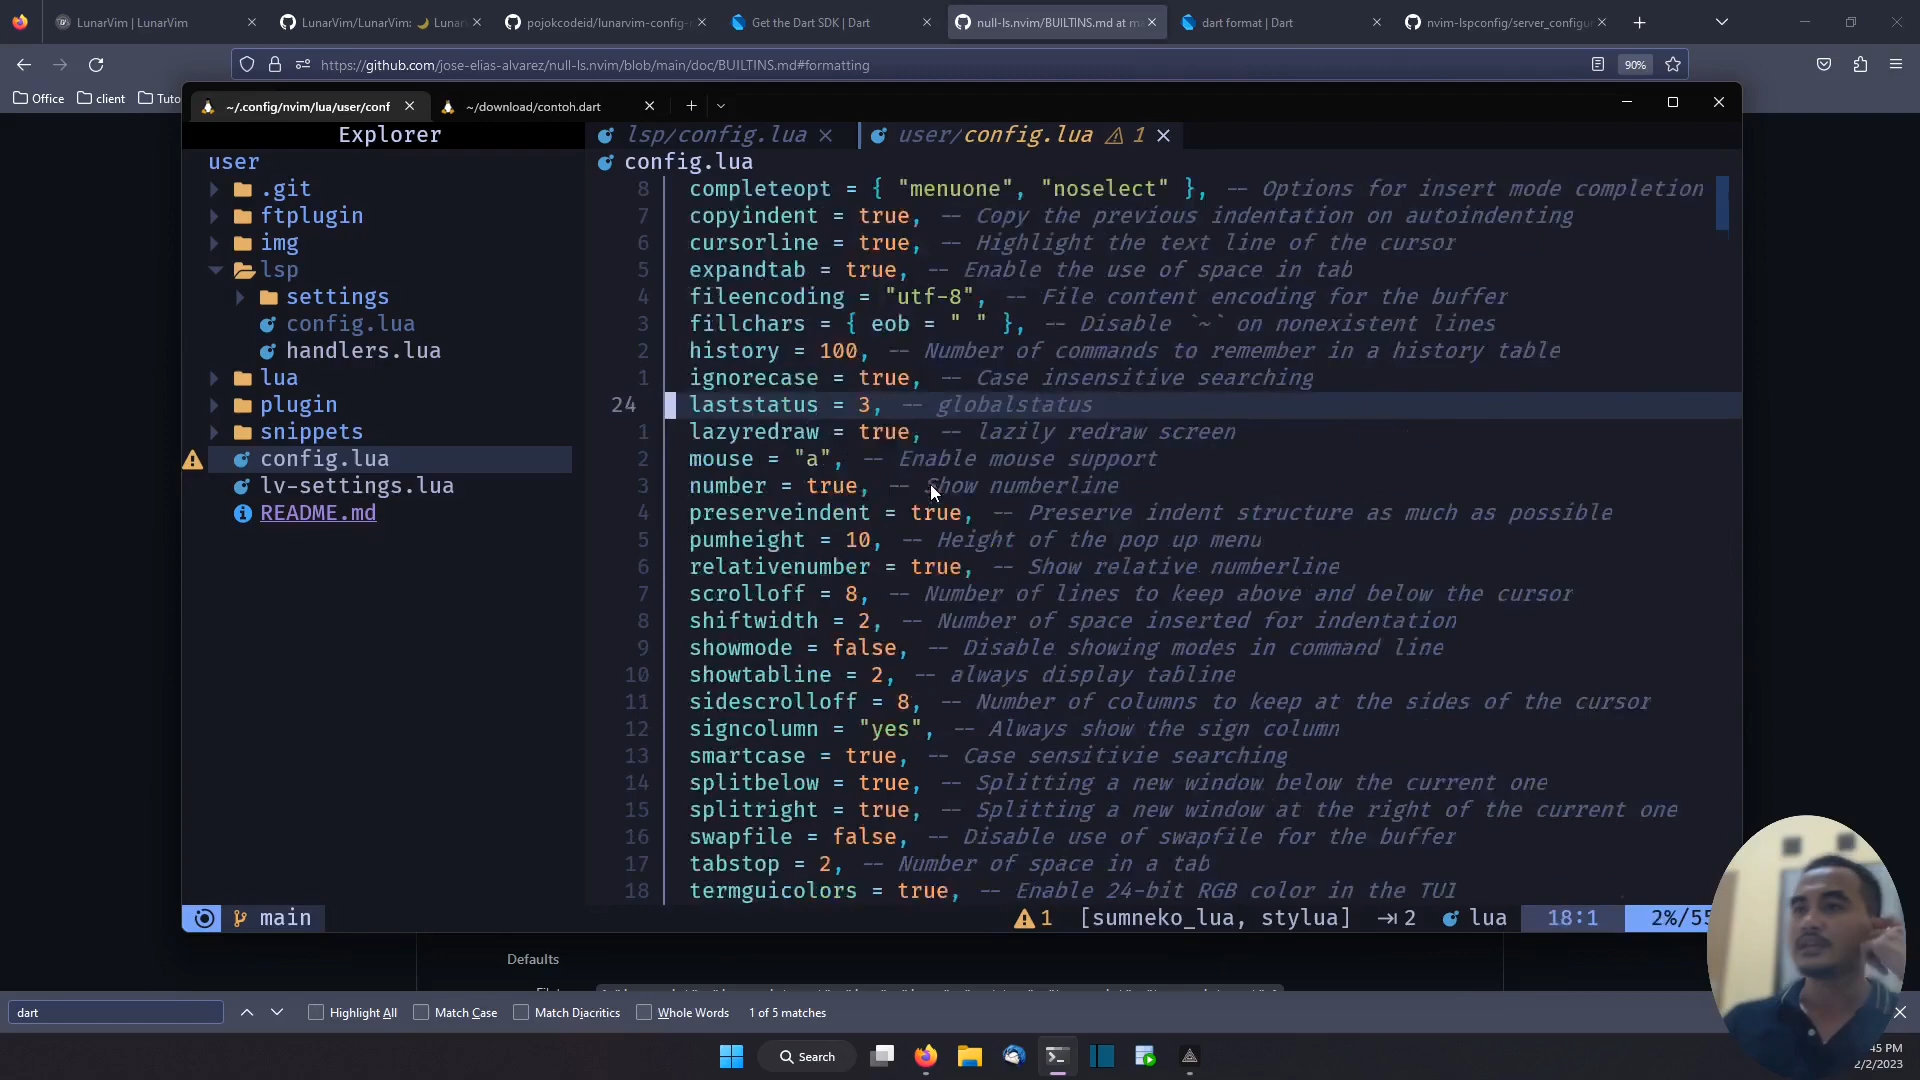 LunarVim | LunarVim
LunarVim/LunarVim: 🌙 Lunar
pojokcodeid/lunarvim-config-
Get the Dart SDK | Dart
null-ls.nvim/BUILTINS.md at m
dart format | Dart
nvim-lspconfig/server_configur
https://github.com/jose-elias-alvarez/null-ls.nvim/blob/main/doc/BUILTINS.md#formatting
90%
Office
client
Tuto
~/.config/nvim/lua/user/conf
~/download/contoh.dart
Explorer
lsp/config.lua
user/config.lua 1
user
config.lua
.git
ftplugin
img
lsp
settings
config.lua
handlers.lua
lua
plugin
snippets
config.lua
lv-settings.lua
README.md
8 completeopt = { "menuone", "noselect" }, -- Options for insert mode completion
7 copyindent = true, -- Copy the previous indentation on autoindenting
6 cursorline = true, -- Highlight the text line of the cursor
5 expandtab = true, -- Enable the use of space in tab
4 fileencoding = "utf-8", -- File content encoding for the buffer
3 fillchars = { eob = " " }, -- Disable `~` on nonexistent lines
2 history = 100, -- Number of commands to remember in a history table
1 ignorecase = true, -- Case insensitive searching
24 laststatus = 3, -- globalstatus
1 lazyredraw = true, -- lazily redraw screen
2 mouse = "a", -- Enable mouse support
3 number = true, -- Show numberline
4 preserveindent = true, -- Preserve indent structure as much as possible
5 pumheight = 10, -- Height of the pop up menu
6 relativenumber = true, -- Show relative numberline
7 scrolloff = 8, -- Number of lines to keep above and below the cursor
8 shiftwidth = 2, -- Number of space inserted for indentation
9 showmode = false, -- Disable showing modes in command line
10 showtabline = 2, -- always display tabline
11 sidescrolloff = 8, -- Number of columns to keep at the sides of the cursor
12 signcolumn = "yes", -- Always show the sign column
13 smartcase = true, -- Case sensitivie searching
14 splitbelow = true, -- Splitting a new window below the current one
15 splitright = true, -- Splitting a new window at the right of the current one
16 swapfile = false, -- Disable use of swapfile for the buffer
17 tabstop = 2, -- Number of space in a tab
18 termguicolors = true, -- Enable 24-bit RGB color in the TUI
main
1 [sumneko_lua, stylua] 2 lua 18:1 2%/55
Defaults
dart
Highlight All
Match Case
Match Diacritics
Whole Words
1 of 5 matches
Search
45 PM
2/2/2023